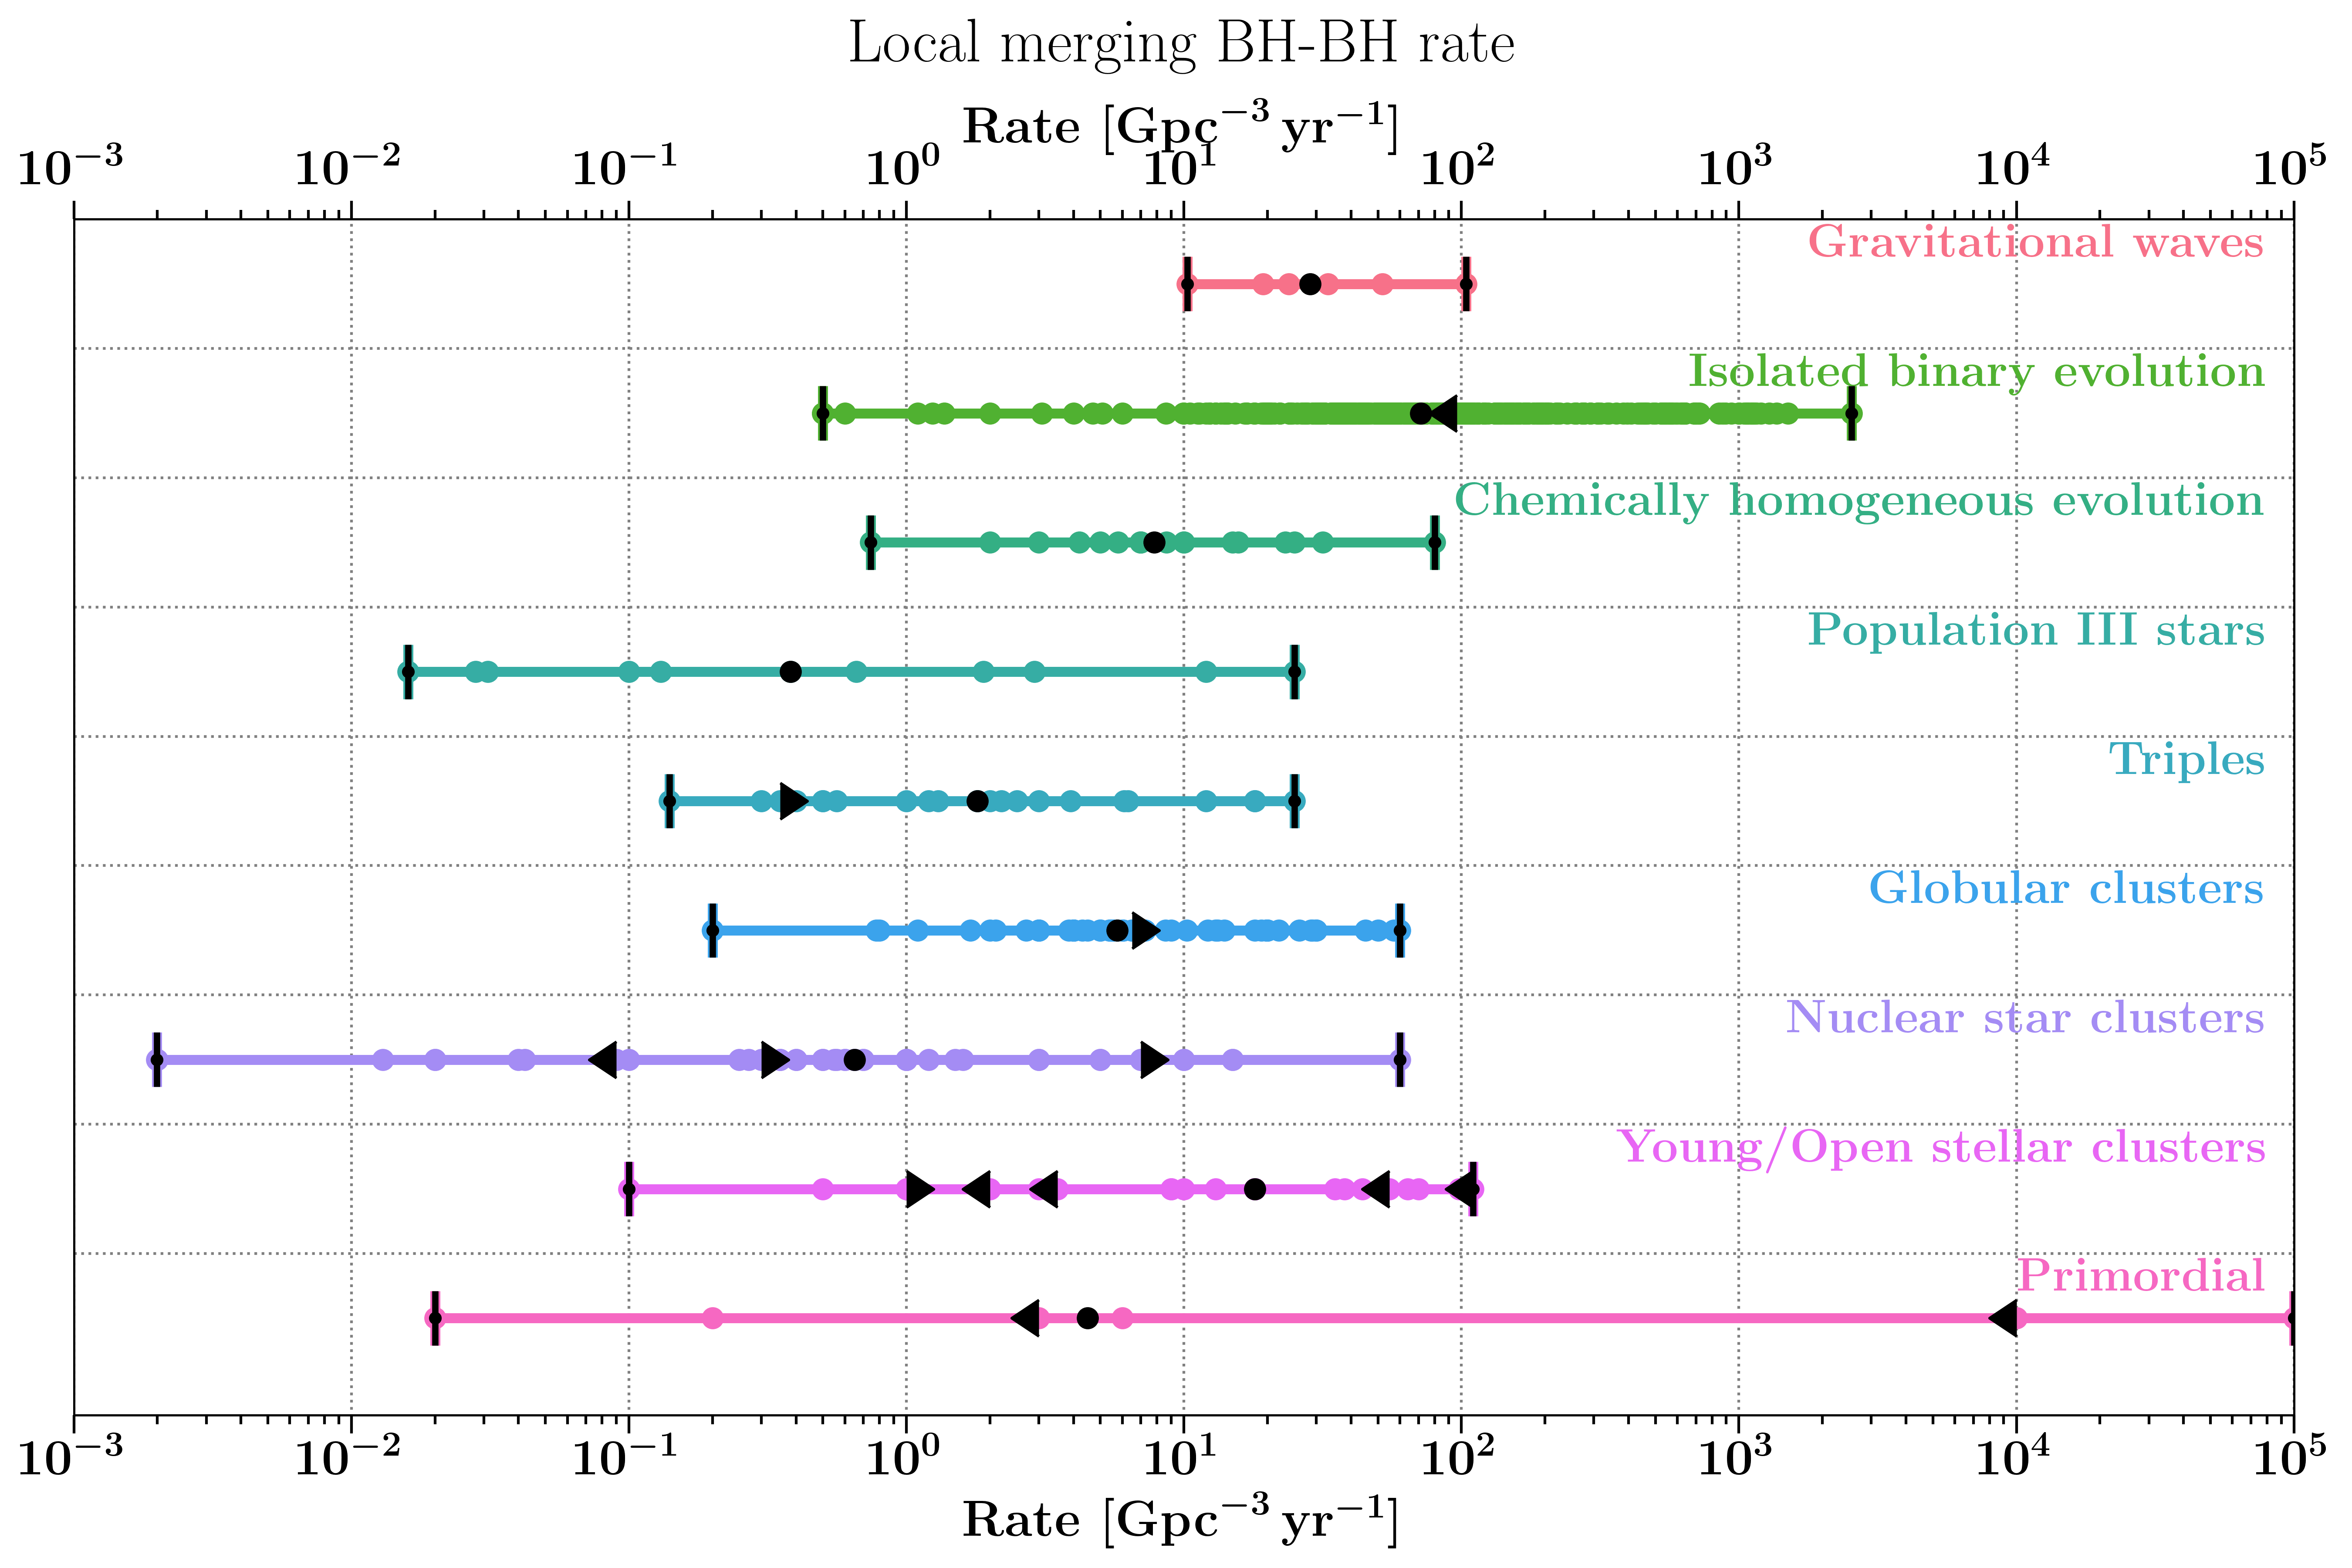 Local merging BH-BH rate
Rate [Gpc⁻³ yr⁻¹]
10⁻³ 10⁻² 10⁻¹ 10⁰ 10¹ 10² 10³ 10⁴ 10⁵
Gravitational waves
Isolated binary evolution
Chemically homogeneous evolution
Population III stars
Triples
Globular clusters
Nuclear star clusters
Young/Open stellar clusters
Primordial
10⁻³ 10⁻² 10⁻¹ 10⁰ 10¹ 10² 10³ 10⁴ 10⁵
Rate [Gpc⁻³ yr⁻¹]